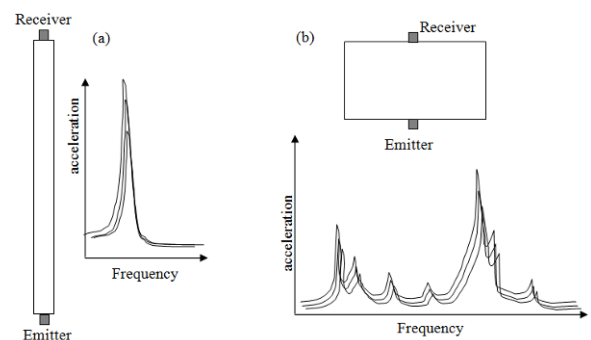 Receiver
(a)
acceleration
Frequency
Emitter
(b)
Receiver
Emitter
acceleration
Frequency